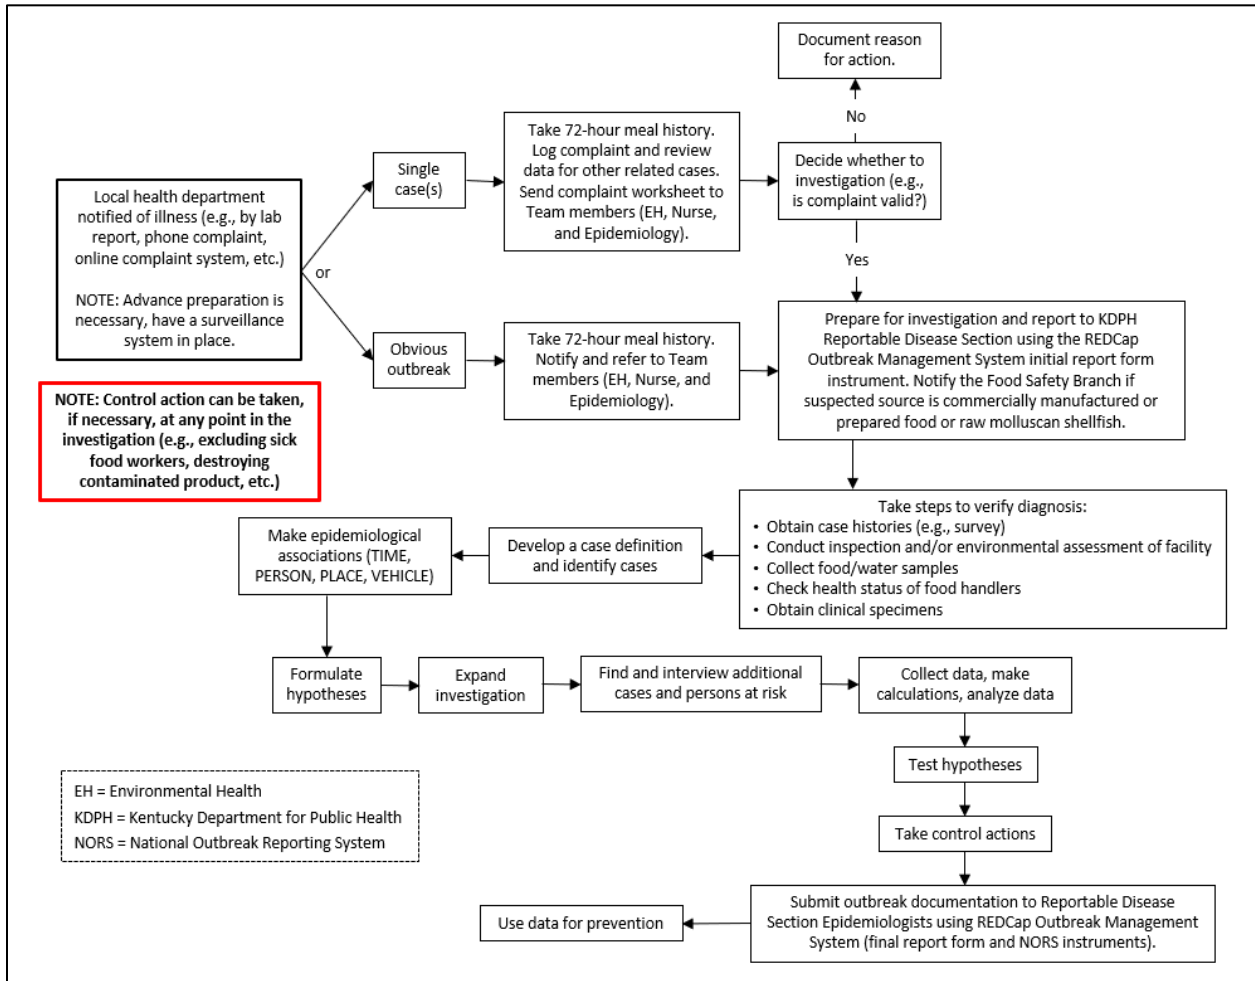 Document reason
for action.
No
Single
case(s)
Take 72-hour meal history.
Log complaint and review
data for other related cases.
Send complaint worksheet to
Team members (EH, Nurse,
and Epidemiology).
Decide whether to
investigation (e.g.,
is complaint valid?)
Local health department
notified of illness (e.g., by lab
report, phone complaint,
online complaint system, etc.)
NOTE: Advance preparation is
necessary, have a surveillance
system in place.
or
Yes
Obvious
outbreak
Take 72-hour meal history.
Notify and refer to Team
members (EH, Nurse, and
Epidemiology).
Prepare for investigation and report to KDPH
Reportable Disease Section using the REDCap
Outbreak Management System initial report form
instrument. Notify the Food Safety Branch if
suspected source is commercially manufactured or
prepared food or raw molluscan shellfish.
NOTE: Control action can be taken,
if necessary, at any point in the
investigation (e.g., excluding sick
food workers, destroying
contaminated product, etc.)
Take steps to verify diagnosis:
• Obtain case histories (e.g., survey)
• Conduct inspection and/or environmental assessment of facility
• Collect food/water samples
• Check health status of food handlers
• Obtain clinical specimens
Develop a case definition
and identify cases
Make epidemiological
associations (TIME,
PERSON, PLACE, VEHICLE)
Formulate
hypotheses
Expand
investigation
Find and interview additional
cases and persons at risk
Collect data, make
calculations, analyze data
Test hypotheses
Take control actions
Submit outbreak documentation to Reportable Disease
Section Epidemiologists using REDCap Outbreak Management
System (final report form and NORS instruments).
Use data for prevention
EH = Environmental Health
KDPH = Kentucky Department for Public Health
NORS = National Outbreak Reporting System